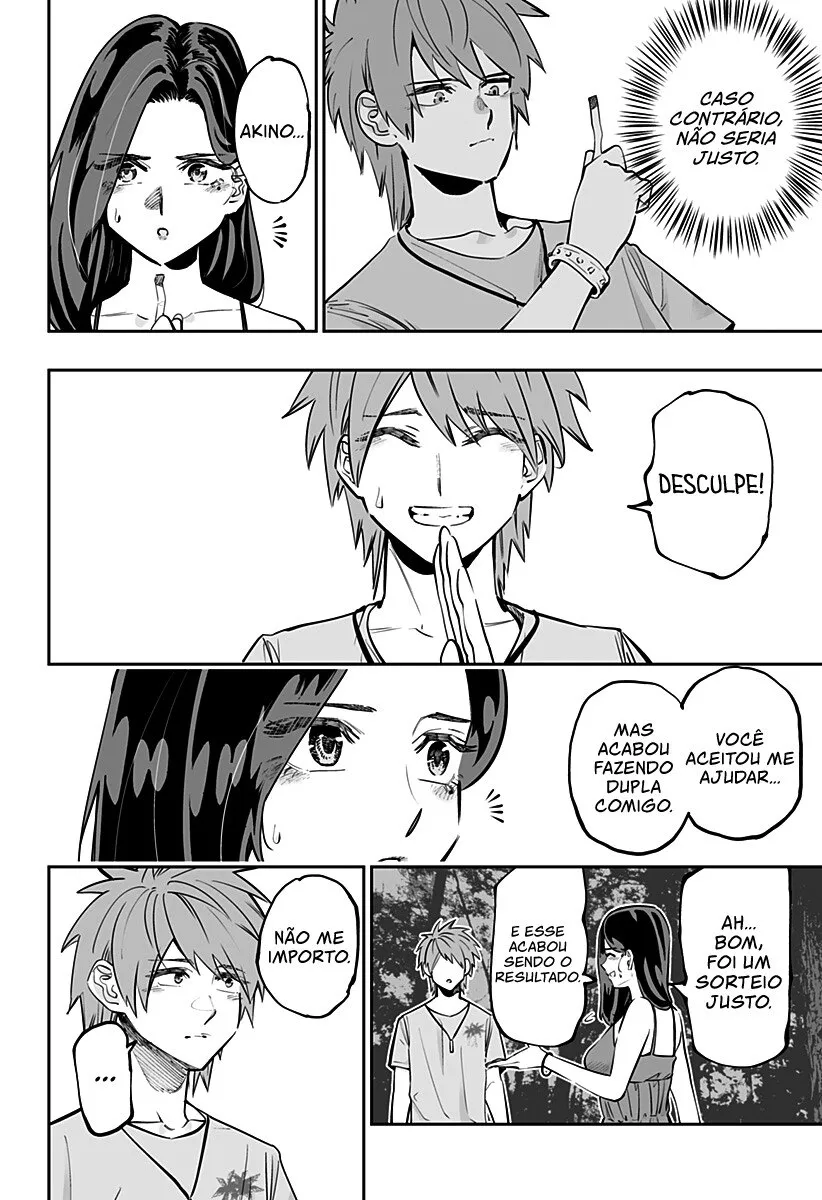 CASO
CONTRÁRIO,
NÃO SERIA
JUSTO.
AKINO...
DESCULPE!
VOCÊ
ACEITOU ME
AJUDAR...
MAS
ACABOU
FAZENDO
DUPLA
COMIGO.
AH...
BOM,
FOI UM
SORTEIO
JUSTO.
E ESSE
ACABOU
SENDO O
RESULTADO.
NÃO ME
IMPORTO.
...